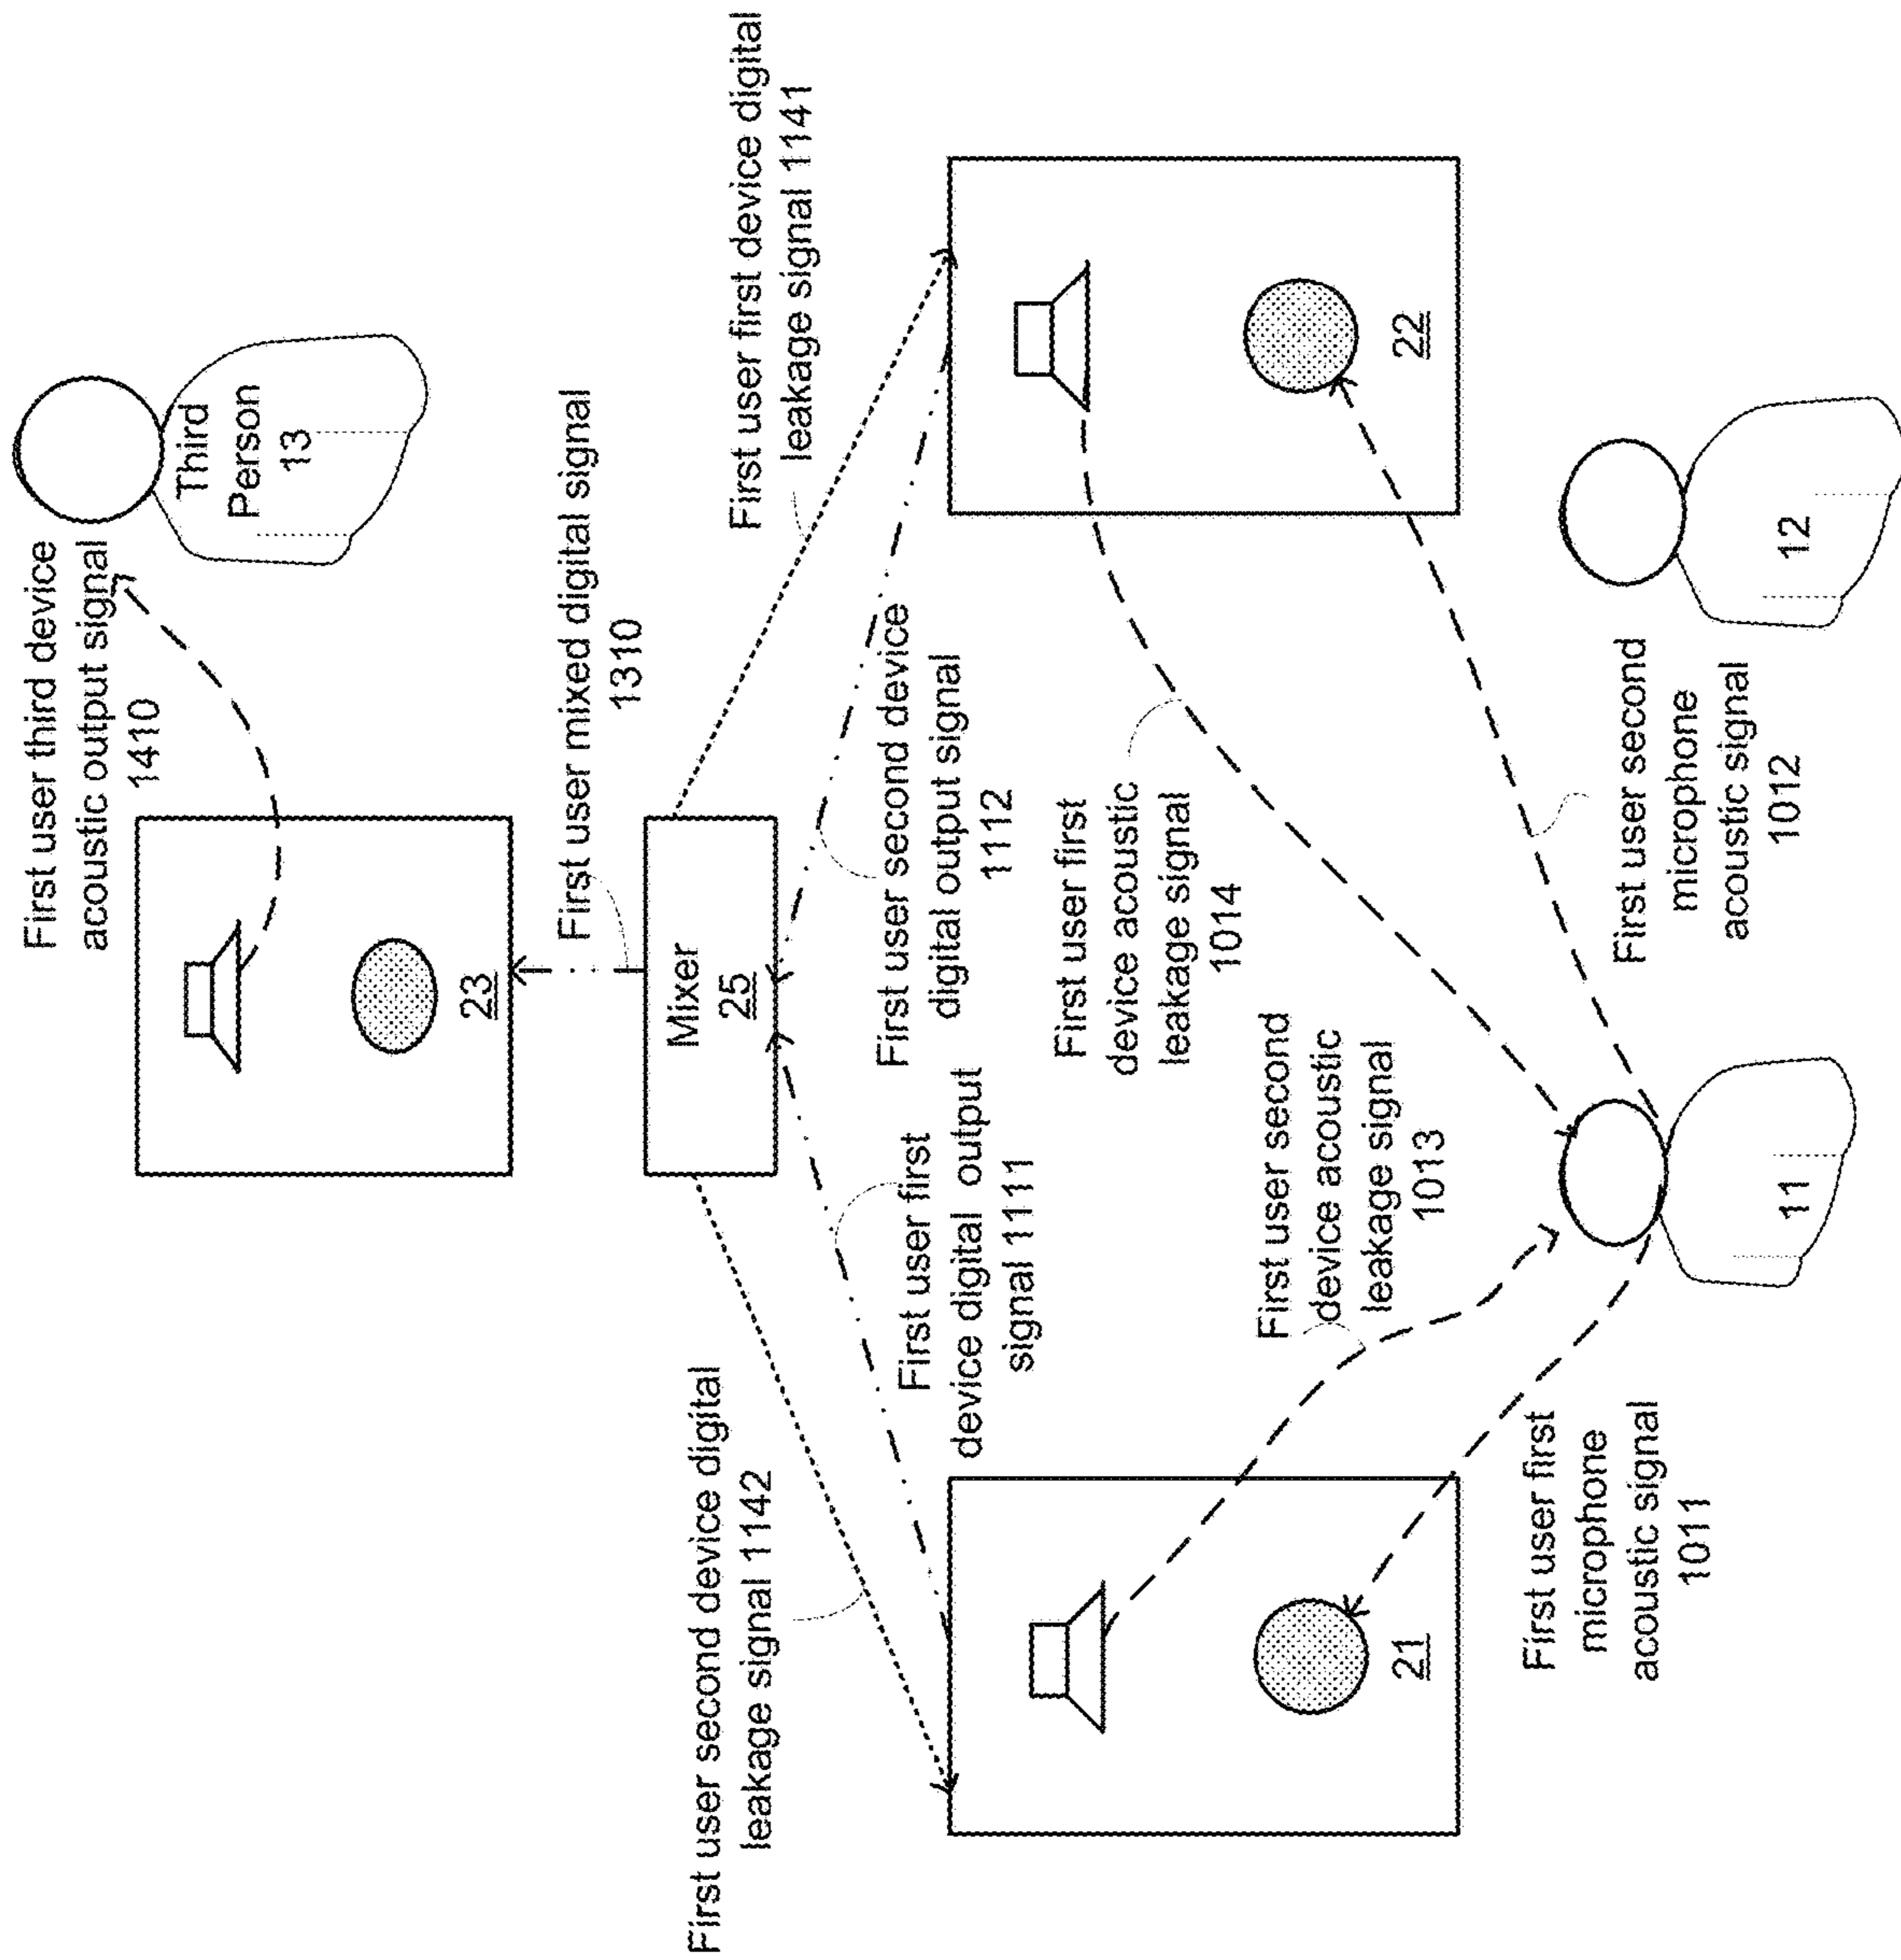 First user third device
acoustic output signal
1410
Third
Person
13
23
First user mixed digital signal
1310
Mixer
25
First user second device digital
leakage signal 1142
First user first device digital
leakage signal 1141
First user first
device digital output
signal 1111
First user second device
digital output signal
1112
First user first
device acoustic
leakage signal
1014
First user second
device acoustic
leakage signal
1013
21
22
First user first
microphone
acoustic signal
1011
11
First user second
microphone
acoustic signal
1012
12